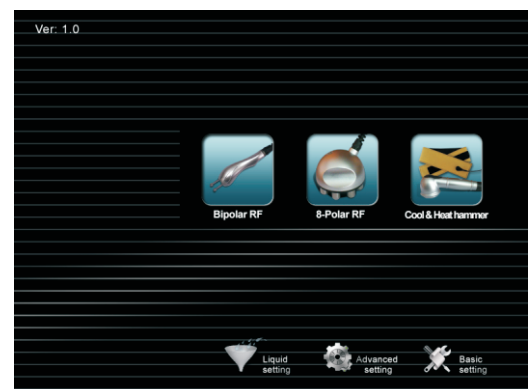 Ver: 1.0
Bipolar RF
8-Polar RF
Cool & Heat hammer
Liquid
setting
Advanced
setting
Basic
setting